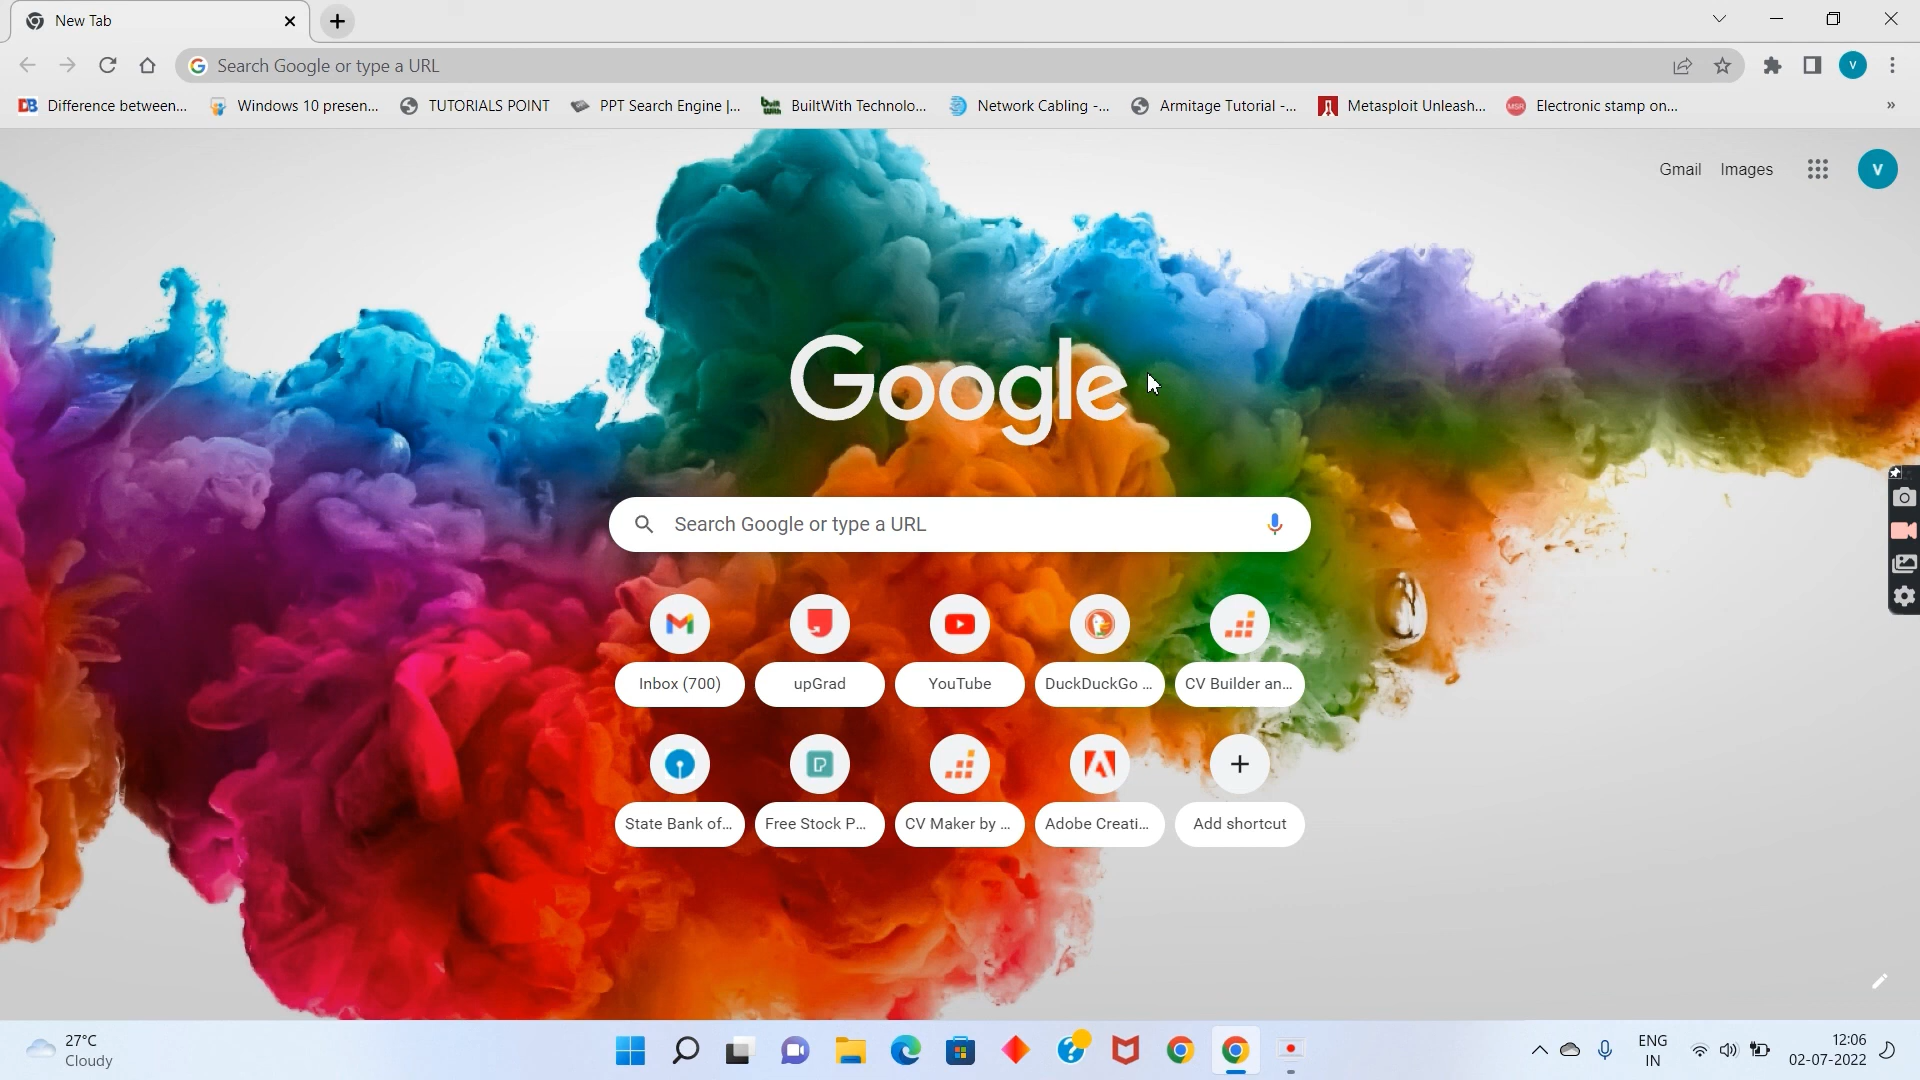 New Tab
Search Google or type a URL
Difference between...
Windows 10 presen...
TUTORIALS POINT
PPT Search Engine |...
BuiltWith Technolo...
Network Cabling -...
Armitage Tutorial -...
Metasploit Unleash...
Electronic stamp on...
»
Gmail
Images
V
Google
Search Google or type a URL
Inbox (700)
upGrad
YouTube
DuckDuckGo ...
CV Builder an...
State Bank of...
Free Stock P...
CV Maker by ...
Adobe Creati...
Add shortcut
27°C
Cloudy
ENG
IN
12:06
02-07-2022